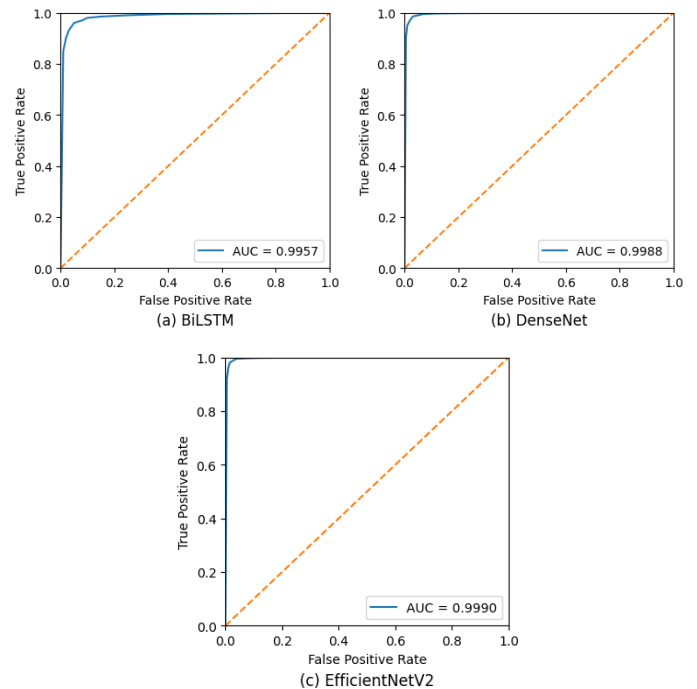 True Positive Rate
1.0
0.8
0.6
0.4
0.2
0.0
AUC = 0.9957
0.0 0.2 0.4 0.6 0.8 1.0
False Positive Rate
(a) BiLSTM
True Positive Rate
1.0
0.8
0.6
0.4
0.2
0.0
AUC = 0.9988
0.0 0.2 0.4 0.6 0.8 1.0
False Positive Rate
(b) DenseNet
True Positive Rate
1.0
0.8
0.6
0.4
0.2
0.0
AUC = 0.9990
0.0 0.2 0.4 0.6 0.8 1.0
False Positive Rate
(c) EfficientNetV2